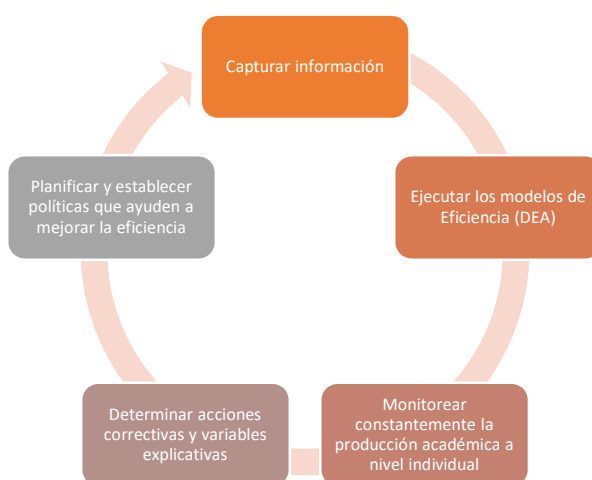 Capturar información
Ejecutar los modelos de
Eficiencia (DEA)
Monitorear
constantemente la
producción académica a
nivel individual
Determinar acciones
correctivas y variables
explicativas
Planificar y establecer
políticas que ayuden a
mejorar la eficiencia